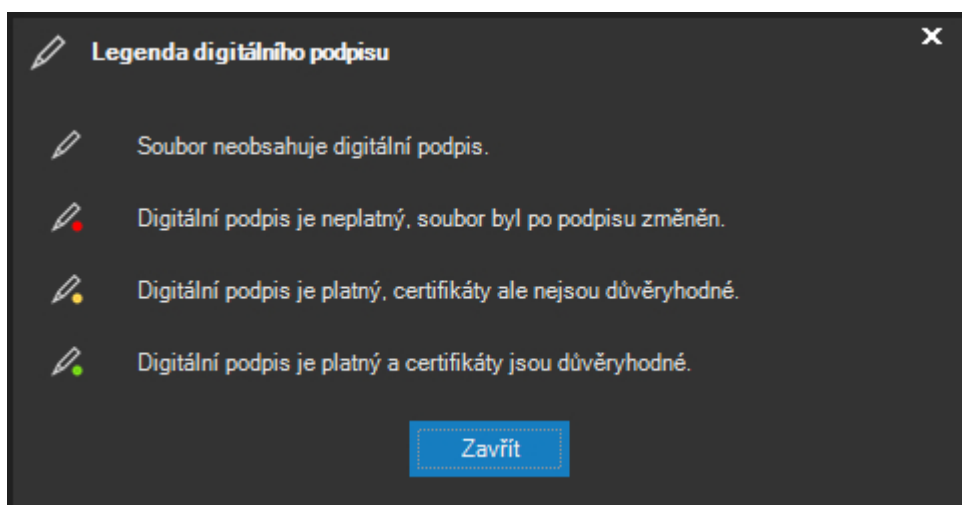 Legenda digitálního podpisu
Soubor neobsahuje digitální podpis.
Digitální podpis je neplatný, soubor byl po podpisu změněn.
Digitální podpis je platný, certifikáty ale nejsou důvěryhodné.
Digitální podpis je platný a certifikáty jsou důvěryhodné.
Zavřít